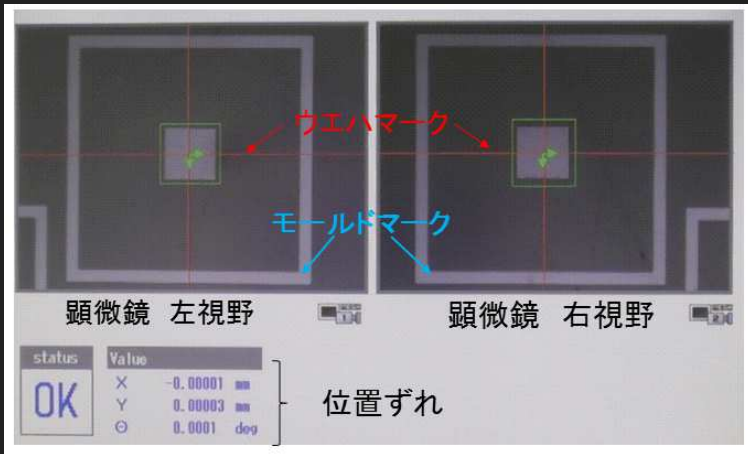 ウエハマーク
モールドマーク
顕微鏡 左視野
1
顕微鏡 右視野
2
status
OK
Value
X -0.00001 mm
Y 0.00003 mm
Θ 0.0001 deg
位置ずれ